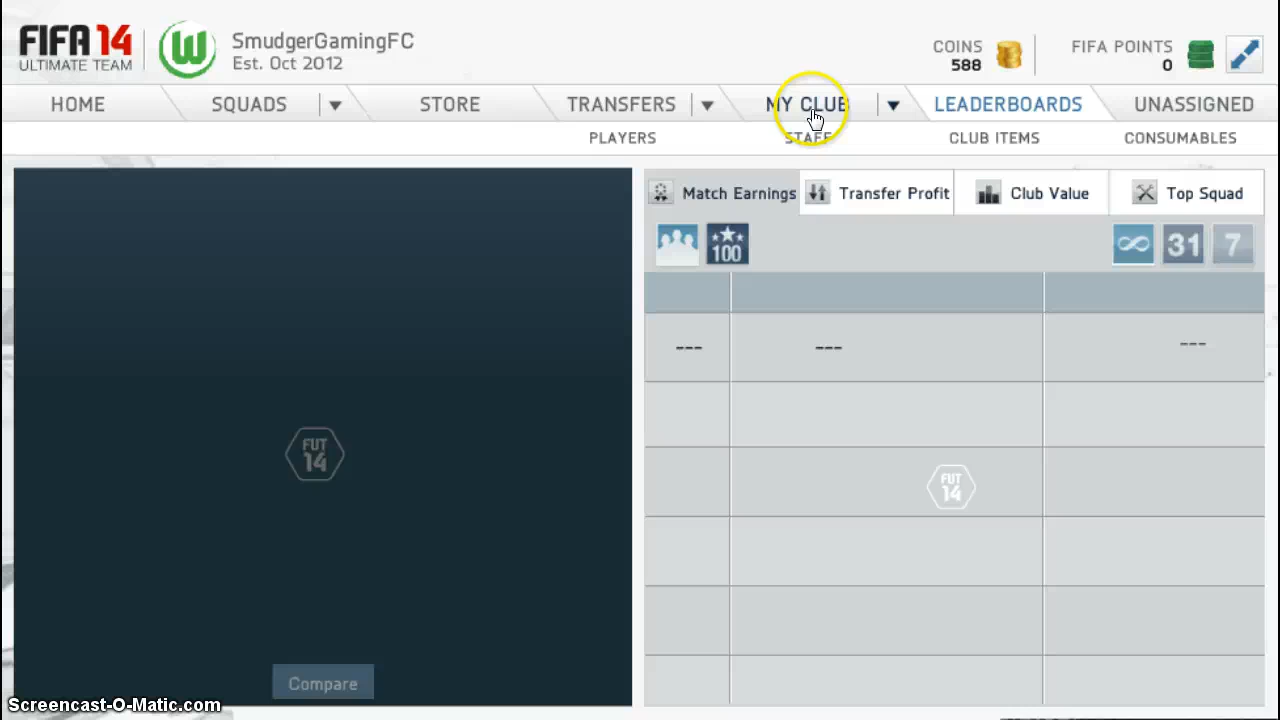 FIFA 14
ULTIMATE TEAM
W
SmudgerGamingFC
Est. Oct 2012
COINS
588
FIFA POINTS
0
HOME
SQUADS
STORE
TRANSFERS
MY CLUB
LEADERBOARDS
UNASSIGNED
PLAYERS
STAFF
CLUB ITEMS
CONSUMABLES
Match Earnings
Transfer Profit
Club Value
Top Squad
100
31
7
---
---
---
FUT
14
FUT
14
Compare
Screencast-O-Matic.com